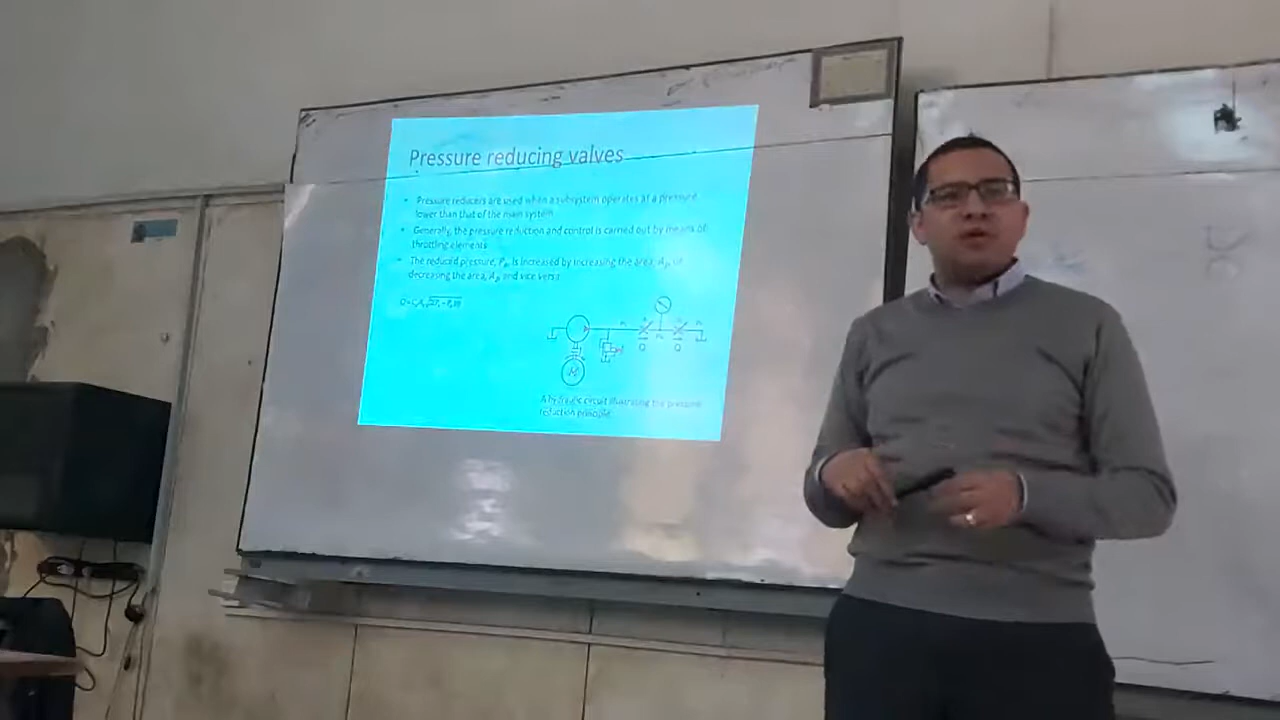 Pressure reducing valves
• Pressure reducers are used when a subsystem operates at a pressure
lower than that of the main system
• Generally, the pressure reduction and control is carried out by means of
throttling elements
• The reduced pressure, is increased by increasing the area, or
decreasing the area, and vice versa
M
A hydraulic circuit illustrating the pressure
reduction principle